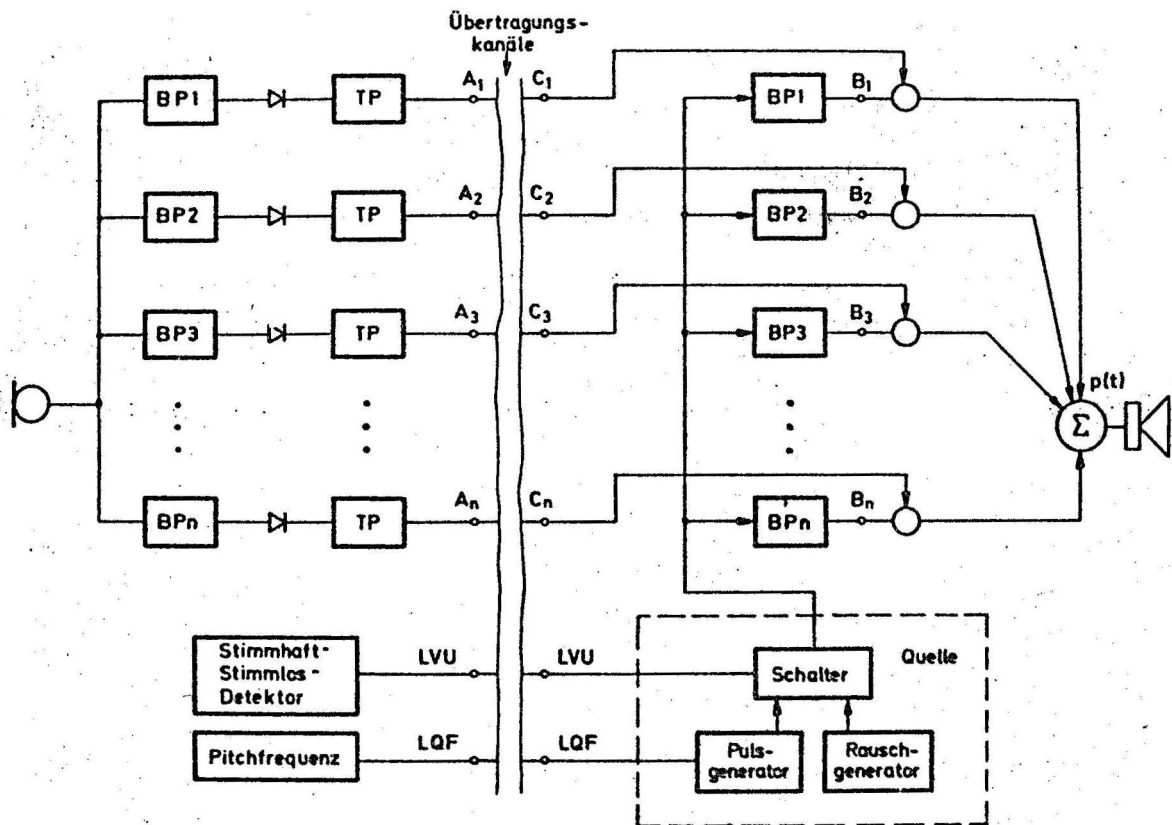 Übertragungs-
kanäle
BP1 TP A1 C1 BP1 B1
BP2 TP A2 C2 BP2 B2
BP3 TP A3 C3 BP3 B3
p(t)
Σ
BPn TP An Cn BPn Bn
Stimmhaft-
Stimmlos-
Detektor
LVU LVU
Schalter
Quelle
Pitchfrequenz
LQF LQF
Puls-
generator
Rausch-
generator